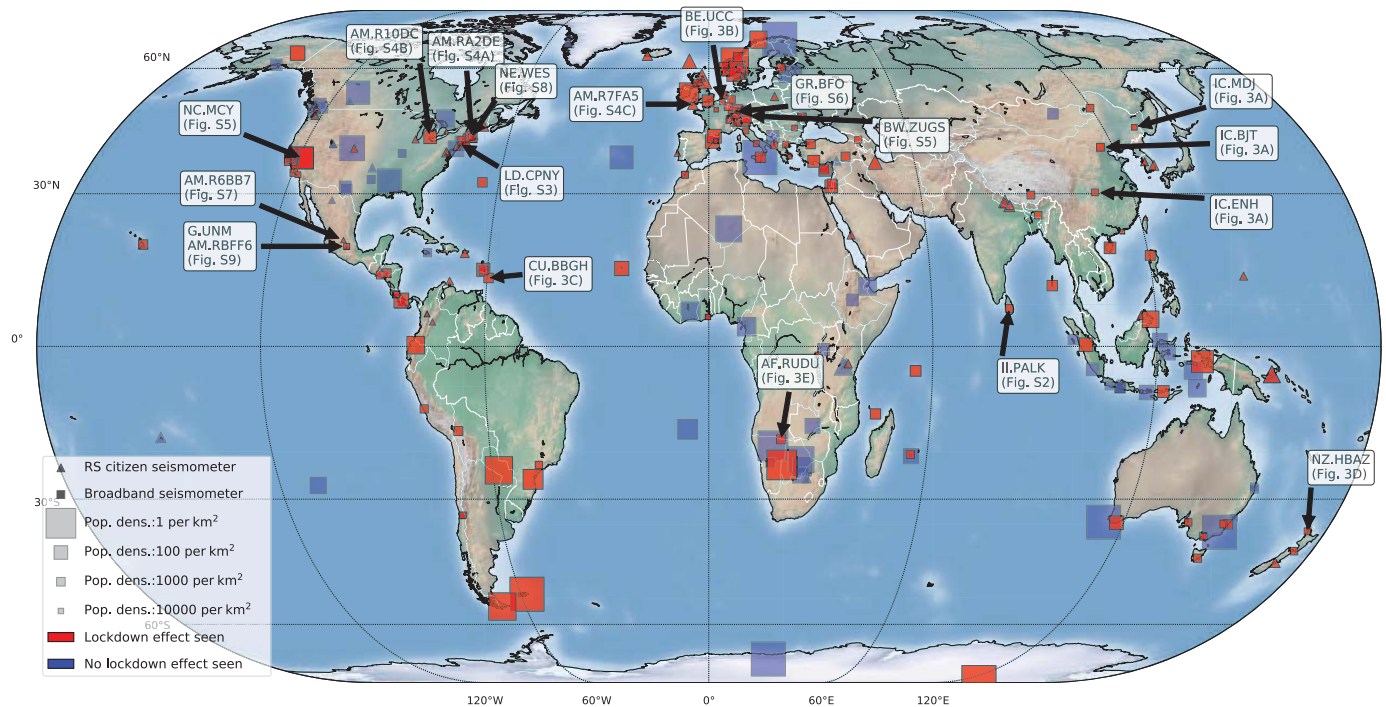 60°N
30°N
0°
30°S
60°S
120°W
60°W
0°
60°E
120°E
AM.R10DC
(Fig. S4B)
AM.RA2DE
(Fig. S4A)
NE.WES
(Fig. S8)
BE.UCC
(Fig. 3B)
GR.BFO
(Fig. S6)
AM.R7FA5
(Fig. S4C)
BW.ZUGS
(Fig. S5)
IC.MDJ
(Fig. 3A)
IC.BJT
(Fig. 3A)
IC.ENH
(Fig. 3A)
NC.MCY
(Fig. S5)
AM.R6BB7
(Fig. S7)
LD.CPNY
(Fig. S3)
G.UNM
AM.RBFF6
(Fig. S9)
CU.BBGH
(Fig. 3C)
AF.RUDU
(Fig. 3E)
II.PALK
(Fig. S2)
NZ.HBAZ
(Fig. 3D)
RS citizen seismometer
Broadband seismometer
Pop. dens.:1 per km²
Pop. dens.:100 per km²
Pop. dens.:1000 per km²
Pop. dens.:10000 per km²
Lockdown effect seen
No lockdown effect seen